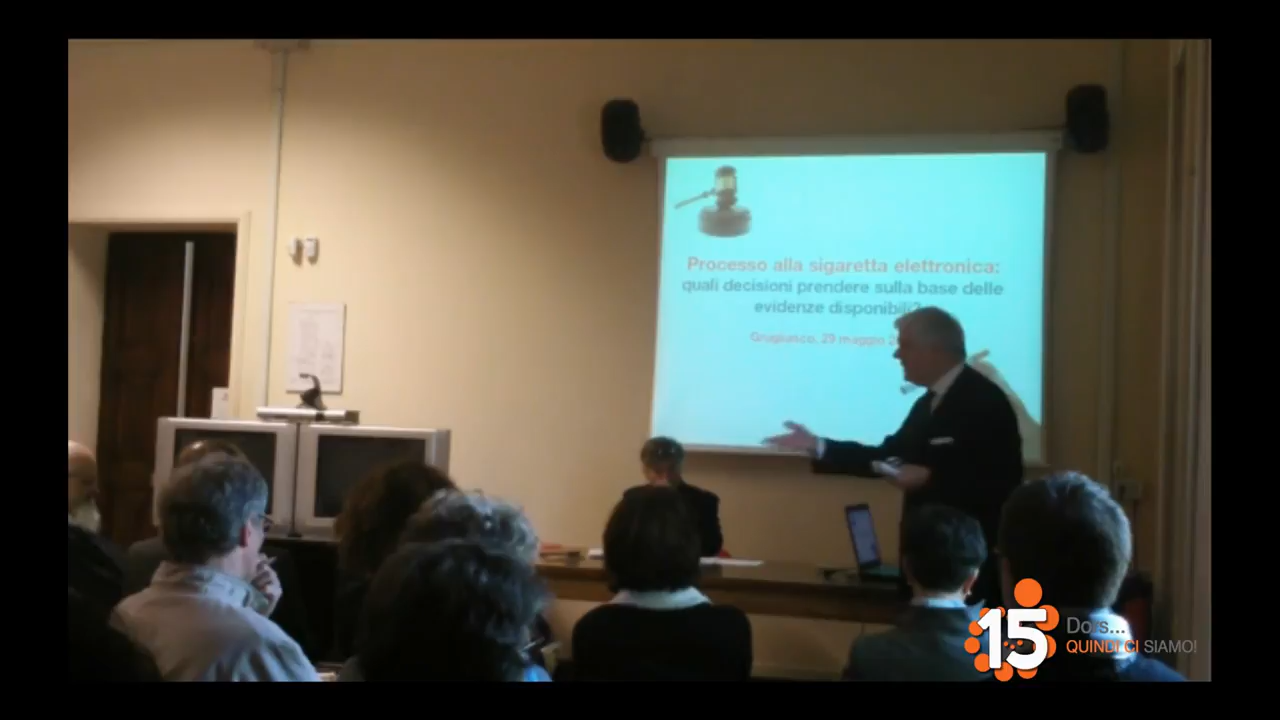 Processo alla sigaretta elettronica:
quali decisioni prendere sulla base delle
evidenze disponibili?
Grugliasco, 29 maggio
15
Dors...
QUINDI CI SIAMO!